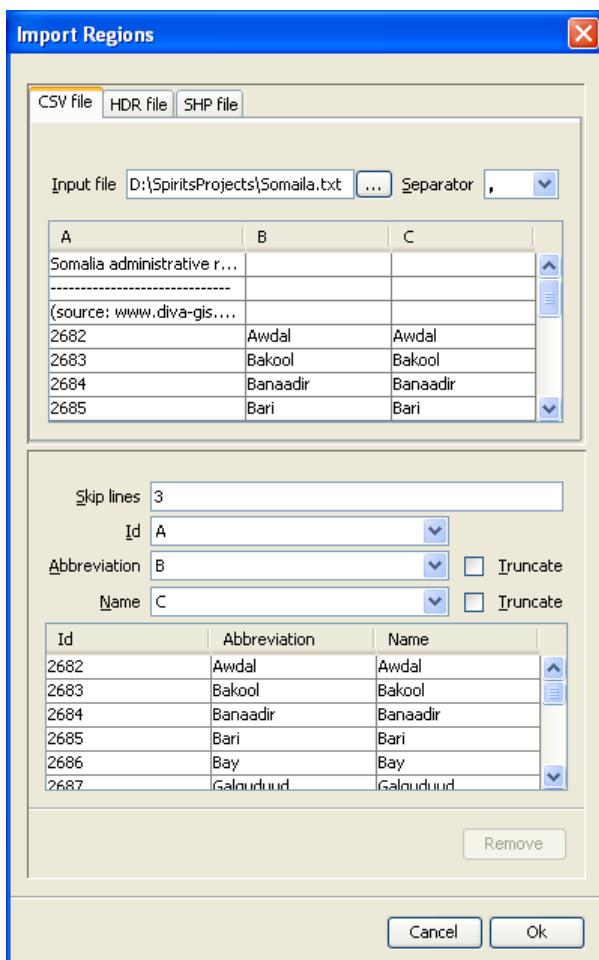 Import Regions
CSV file HDR file SHP file
Input file D:\SpiritsProjects\Somaila.txt ... Separator ,
A B C
Somalia administrative r...
------------------------------
(source: www.diva-gis....
2682 Awdal Awdal
2683 Bakool Bakool
2684 Banaadir Banaadir
2685 Bari Bari
Skip lines 3
Id A
Abbreviation B Truncate
Name C Truncate
Id Abbreviation Name
2682 Awdal Awdal
2683 Bakool Bakool
2684 Banaadir Banaadir
2685 Bari Bari
2686 Bay Bay
2687 Galguduud Galguduud
Remove
Cancel Ok